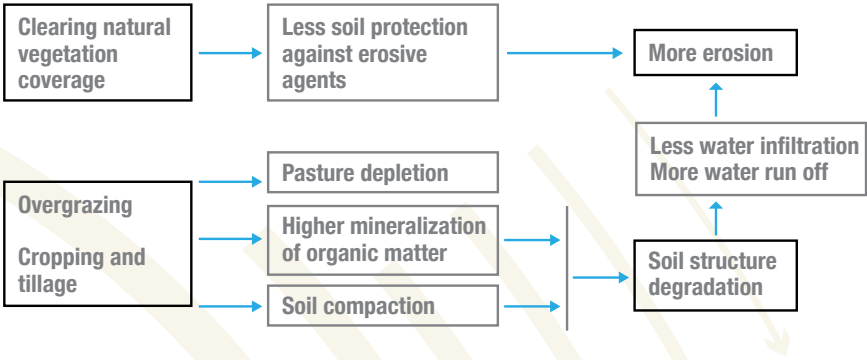 Clearing natural
vegetation
coverage
Less soil protection
against erosive
agents
More erosion
Less water infiltration
More water run off
Overgrazing
Cropping and
tillage
Pasture depletion
Higher mineralization
of organic matter
Soil compaction
Soil structure
degradation